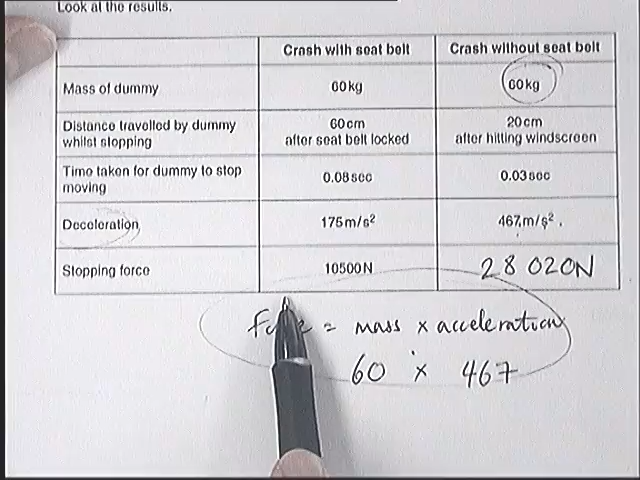 Look at the results.
Crash with seat belt Crash without seat belt
Mass of dummy 60kg 60kg
Distance travelled by dummy whilst stopping 60cm after seat belt locked 20cm after hitting windscreen
Time taken for dummy to stop moving 0.08sec 0.03sec
Deceleration 175m/s² 467m/s².
Stopping force 10500N 28 020N
= mass x acceleration
60 x 467